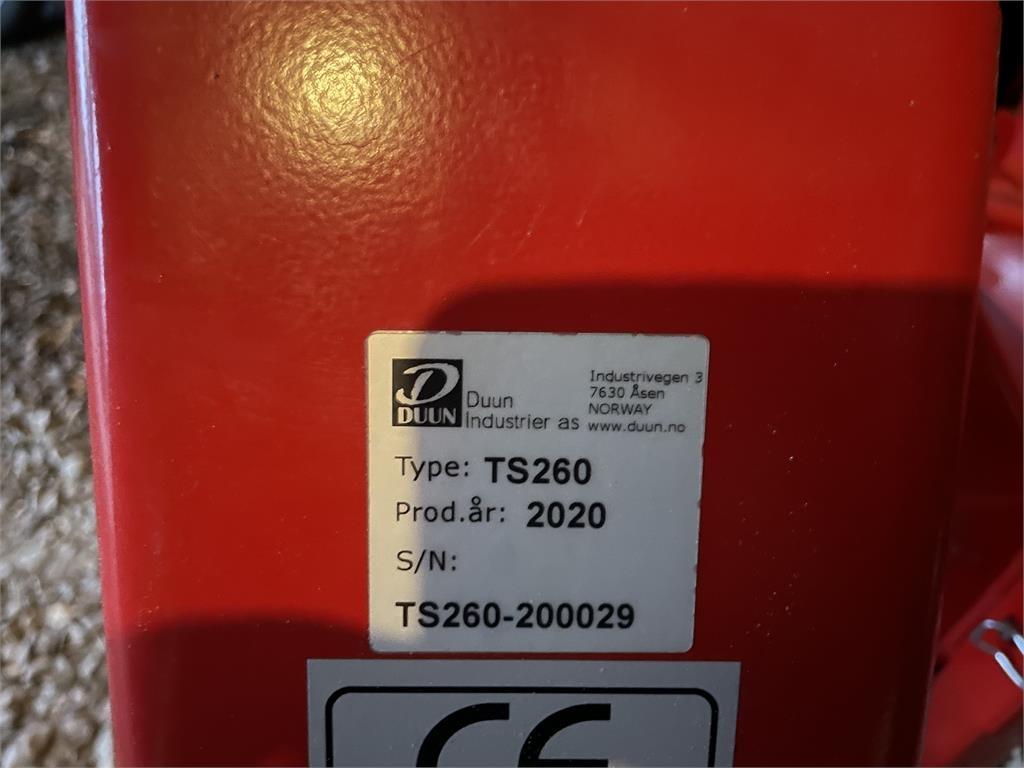 D
DUUN
Duun
Industrier as
Industrivegen 3
7630 Åsen
NORWAY
www.duun.no
Type: TS260
Prod.år: 2020
S/N:
TS260-200029
CE